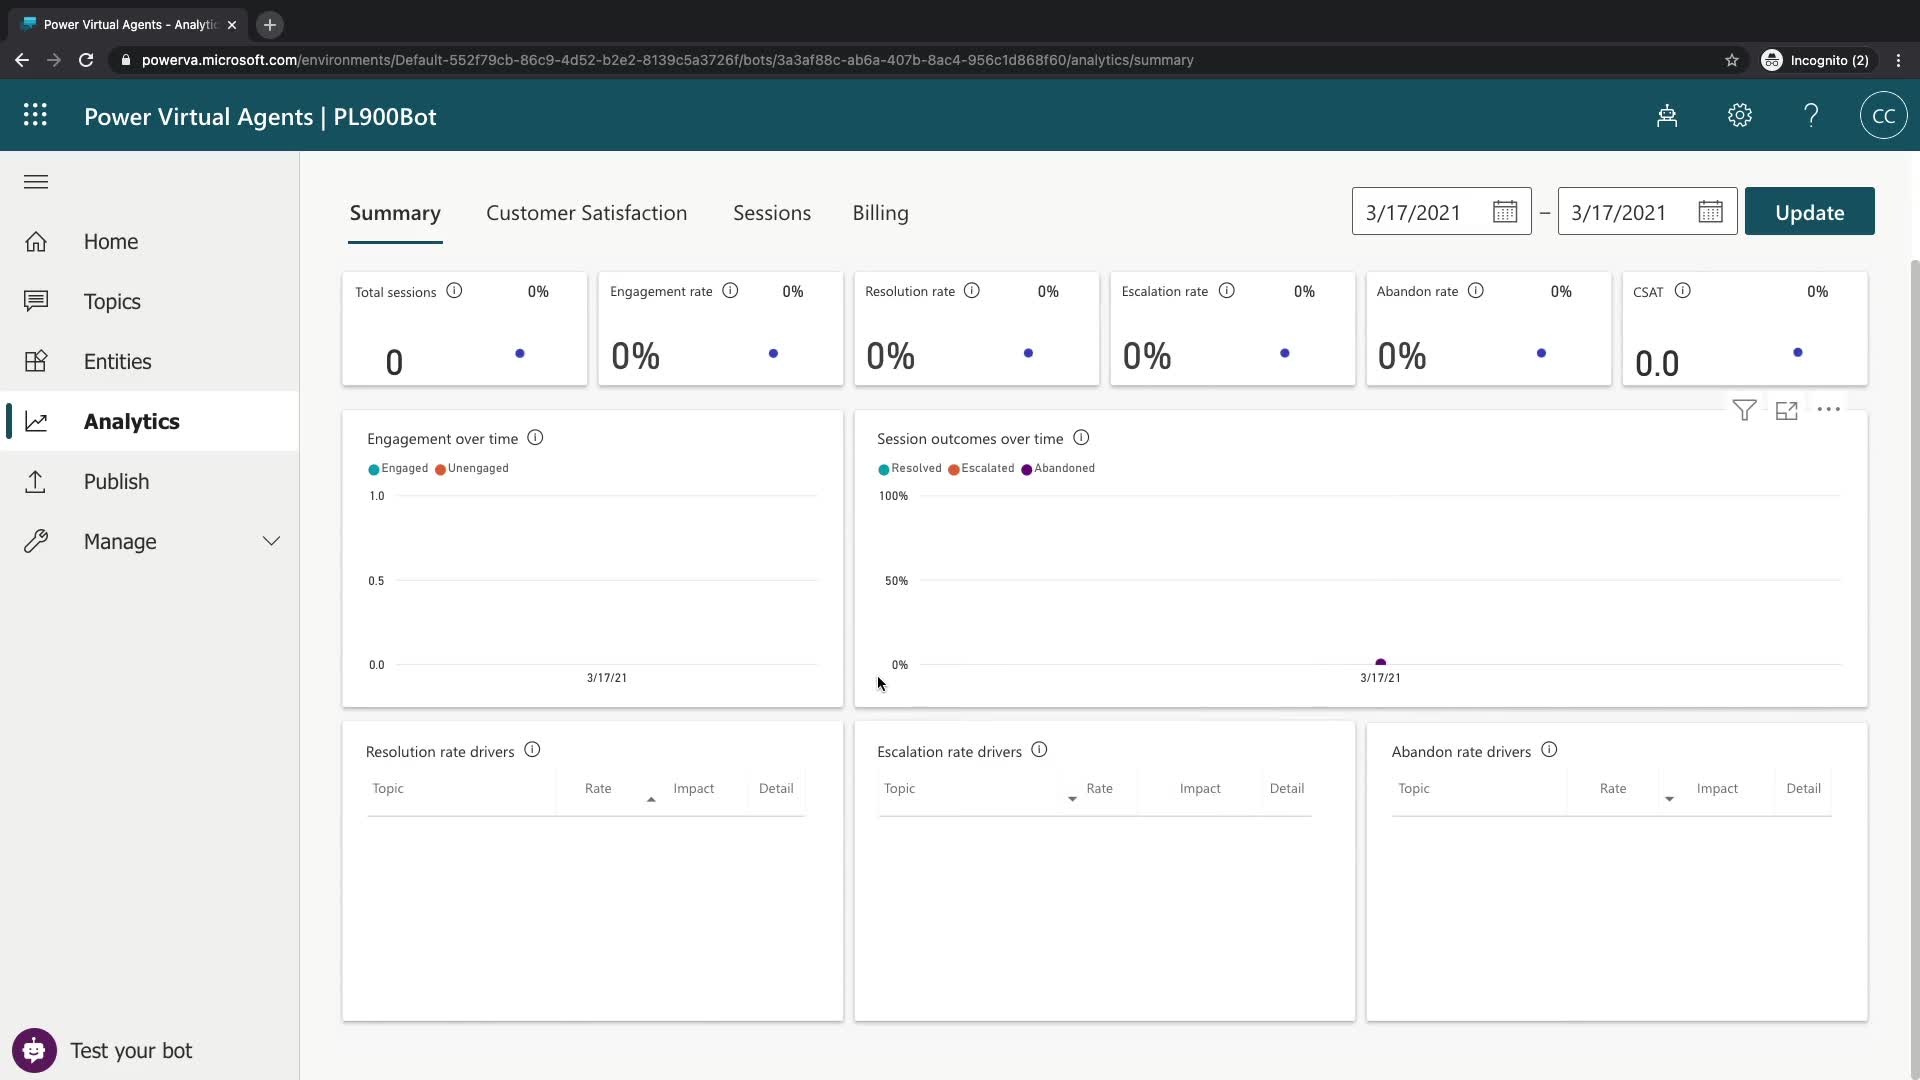 Power Virtual Agents - Analytic
powerva.microsoft.com/environments/Default-552f79cb-86c9-4d52-b2e2-8139c5a3726f/bots/3a3af88c-ab6a-407b-8ac4-956c1d868f60/analytics/summary
Incognito (2)
Power Virtual Agents | PL900Bot
CC
Home
Topics
Entities
Analytics
Publish
Manage
Test your bot
Summary Customer Satisfaction Sessions Billing
3/17/2021 – 3/17/2021 Update
Total sessions 0%
0
Engagement rate 0%
0%
Resolution rate 0%
0%
Escalation rate 0%
0%
Abandon rate 0%
0%
CSAT 0%
0.0
Engagement over time
Engaged Unengaged
1.0
0.5
0.0
3/17/21
Session outcomes over time
Resolved Escalated Abandoned
100%
50%
0%
3/17/21
Resolution rate drivers
Topic Rate Impact Detail
Escalation rate drivers
Topic Rate Impact Detail
Abandon rate drivers
Topic Rate Impact Detail